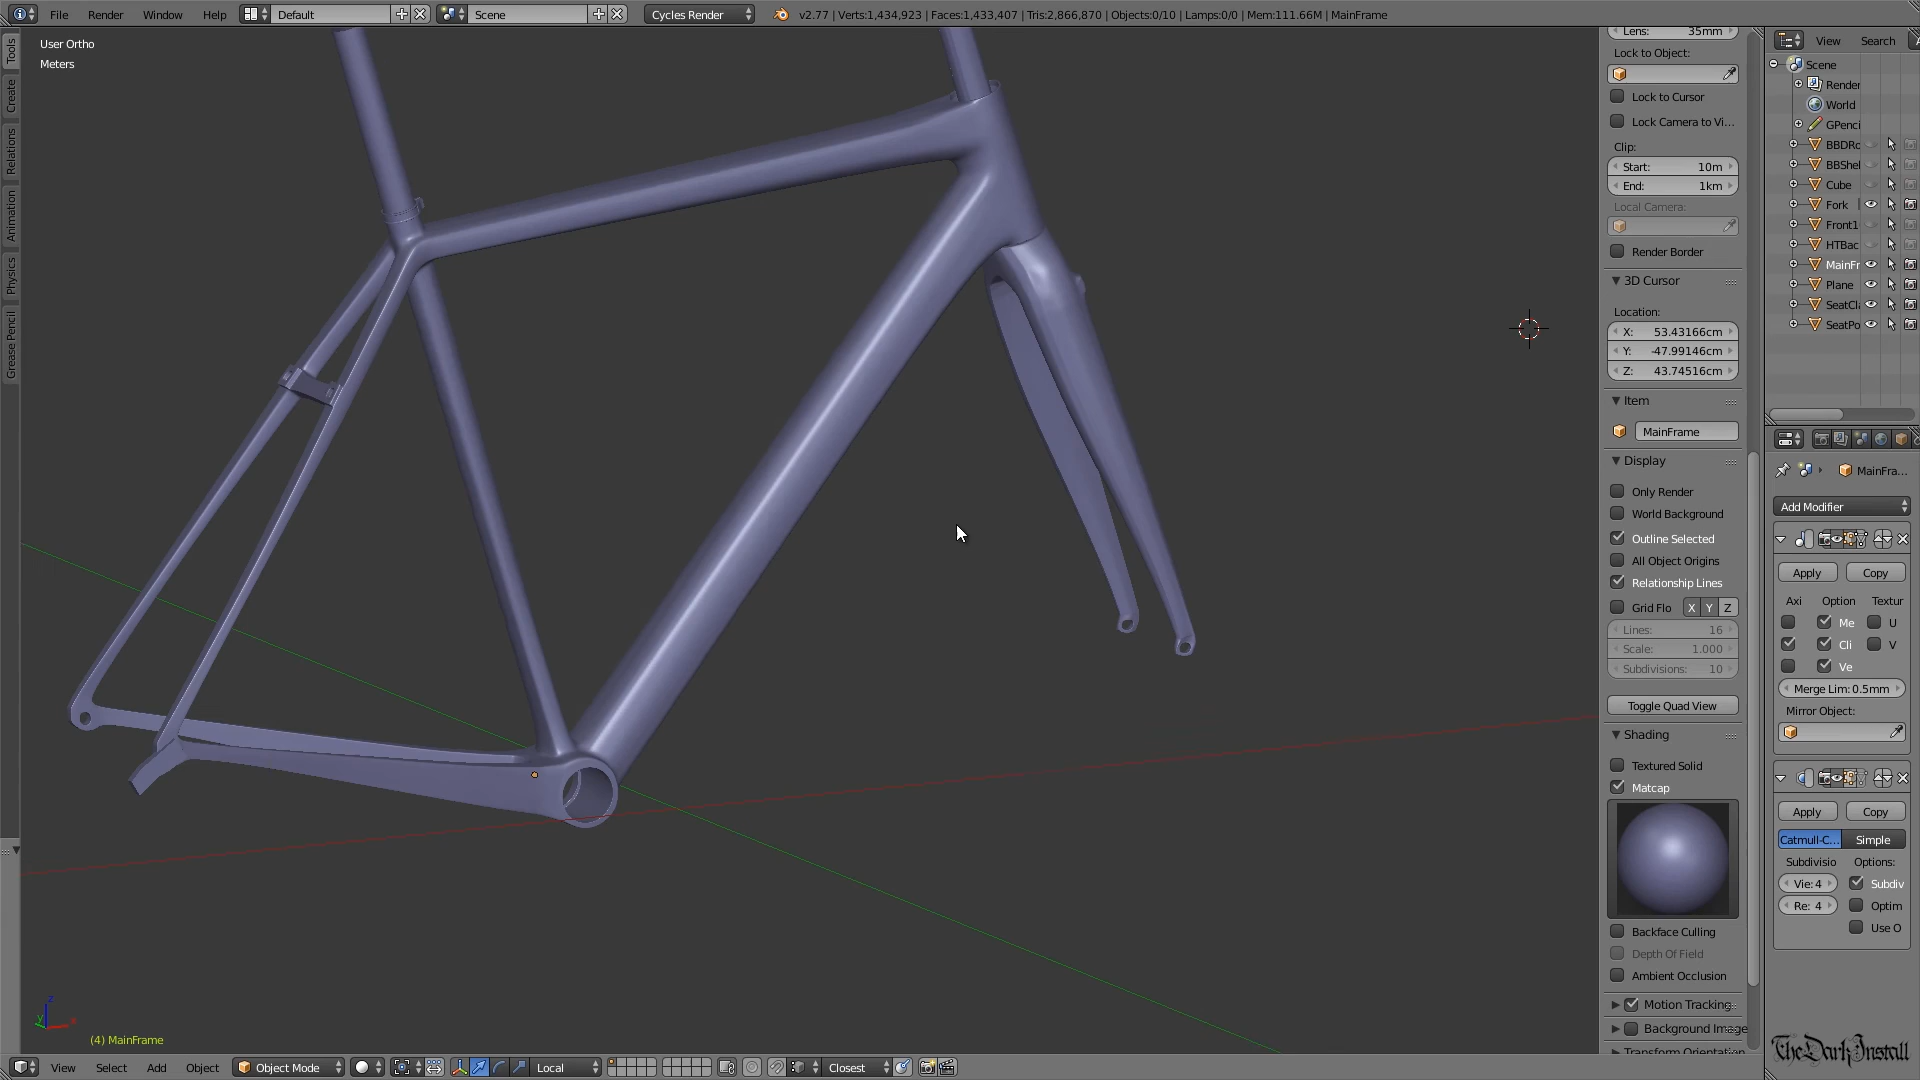 File Render Window Help Default Scene Cycles Render v2.77 | Verts:1,434,923 | Faces:1,433,407 | Tris:2,866,870 | Objects:0/10 | Lamps:0/0 | Mem:111.66M | MainFrame
User Ortho
Meters
Tools
Create
Relations
Animation
Physics
Grease Pencil
(4) MainFrame
Lens: 35mm
Lock to Object:
Lock to Cursor
Lock Camera to Vi...
Clip:
Start: 10m
End: 1km
Local Camera:
Render Border
3D Cursor
Location:
X: 53.43166cm
Y: -47.99146cm
Z: 43.74516cm
Item
MainFrame
Display
Only Render
World Background
Outline Selected
All Object Origins
Relationship Lines
Grid Flo X Y Z
Lines: 16
Scale: 1.000
Subdivisions: 10
Toggle Quad View
Shading
Textured Solid
Matcap
Backface Culling
Depth Of Field
Ambient Occlusion
Motion Tracking
Background Image
Transform Orientation
View Search
Scene
Render
World
GPenci
BBDRo
BBShel
Cube
Fork
Front1
HTBac
MainFr
Plane
SeatCl
SeatPo
MainFra...
Add Modifier
Apply Copy
Axi Option Textur
Me U
Cli V
Ve
Merge Lim: 0.5mm
Mirror Object:
Apply Copy
Catmull-C... Simple
Subdivisio Options:
Vie: 4 Subdiv
Re: 4 Optim
Use O
TheDarkInstall
View Select Add Object Object Mode Local Closest